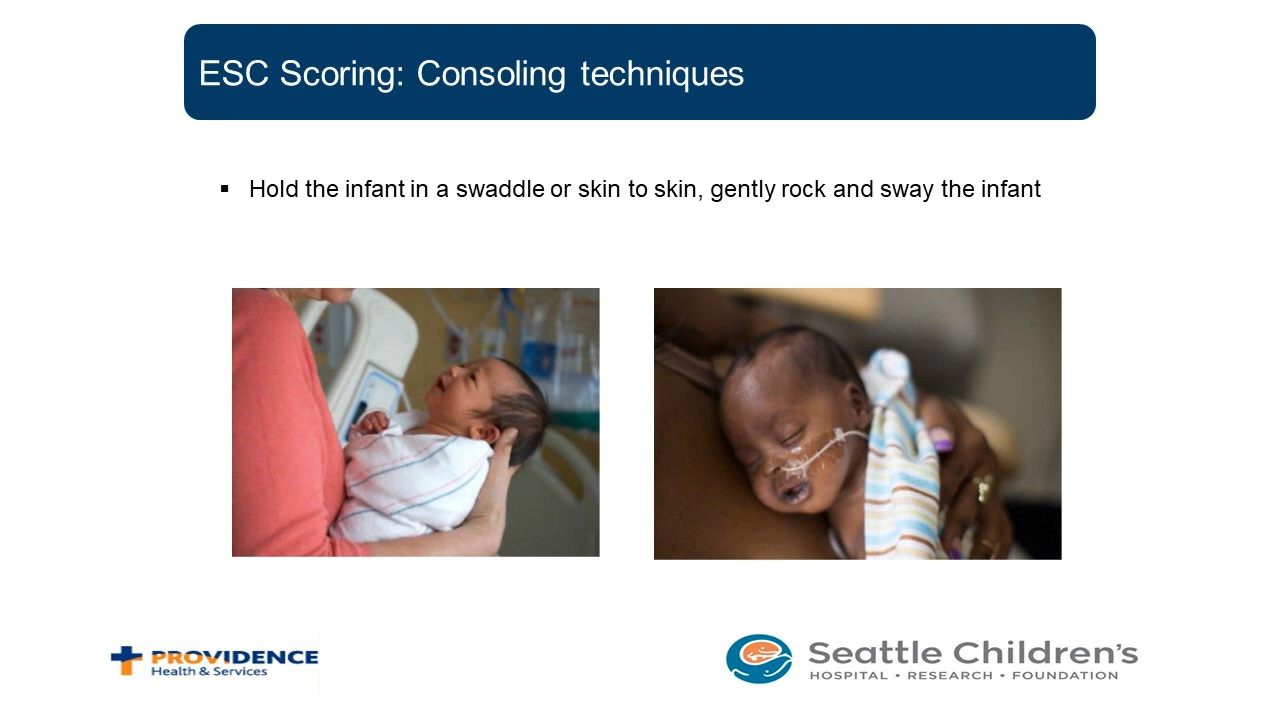 ESC Scoring: Consoling techniques
▪ Hold the infant in a swaddle or skin to skin, gently rock and sway the infant
PROVIDENCE
Health & Services
Seattle Children's
HOSPITAL • RESEARCH • FOUNDATION